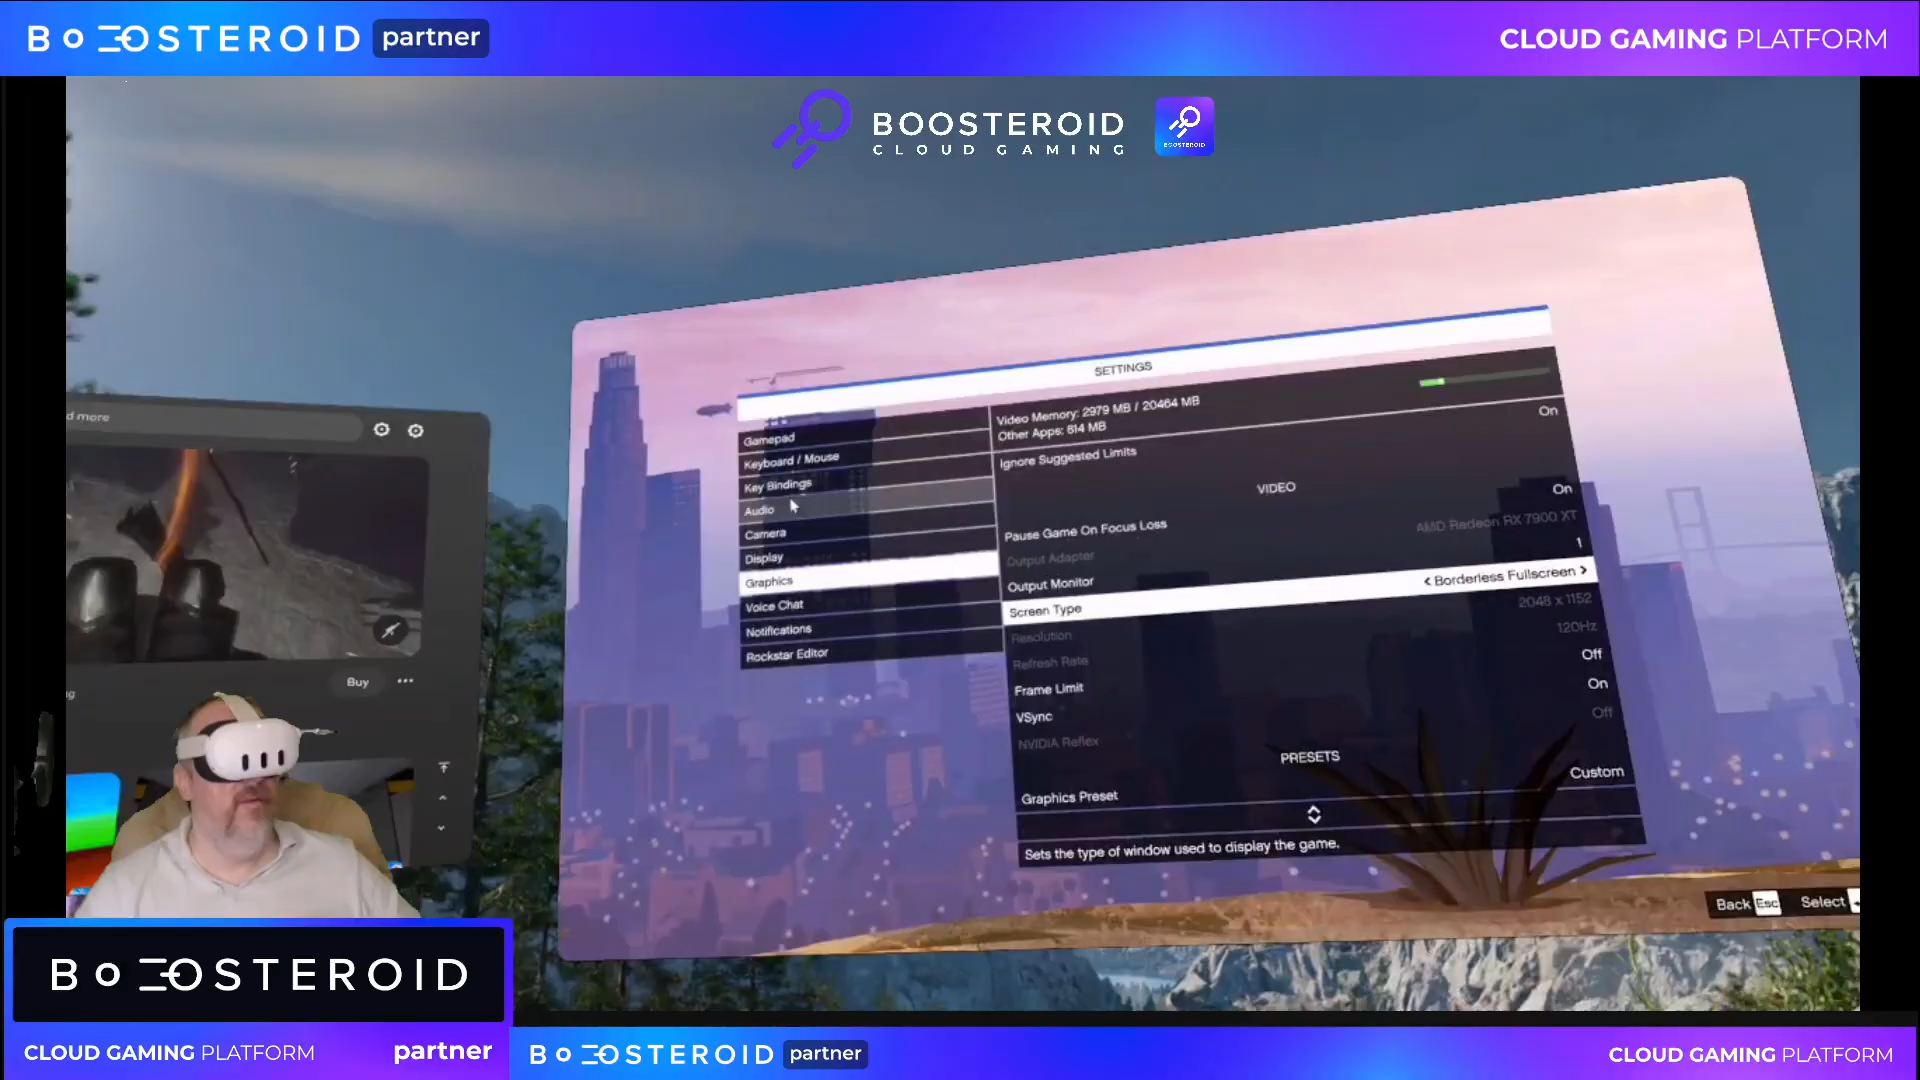 BOOSTEROID partner
CLOUD GAMING PLATFORM
BOOSTEROID
CLOUD GAMING
BOOSTEROID
d more
Buy
SETTINGS
Gamepad
Keyboard / Mouse
Key Bindings
Audio
Camera
Display
Graphics
Voice Chat
Notifications
Rockstar Editor
Video Memory: 2979 MB / 20464 MB
Other Apps: 814 MB
Ignore Suggested Limits On
VIDEO
Pause Game On Focus Loss On
Output Adapter AMD Radeon RX 7900 XT
Output Monitor 1
Screen Type < Borderless Fullscreen >
Resolution 2048 x 1152
Refresh Rate 120Hz
Frame Limit Off
VSync On
NVIDIA Reflex Off
PRESETS
Graphics Preset Custom
Sets the type of window used to display the game.
Back Esc Select
BOOSTEROID
CLOUD GAMING PLATFORM partner
BOOSTEROID partner
CLOUD GAMING PLATFORM